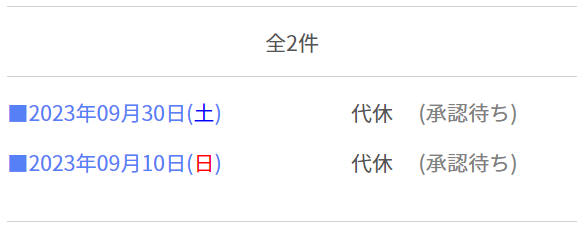 全2件
■2023年09月30日(土) 代休 (承認待ち)
■2023年09月10日(日) 代休 (承認待ち)